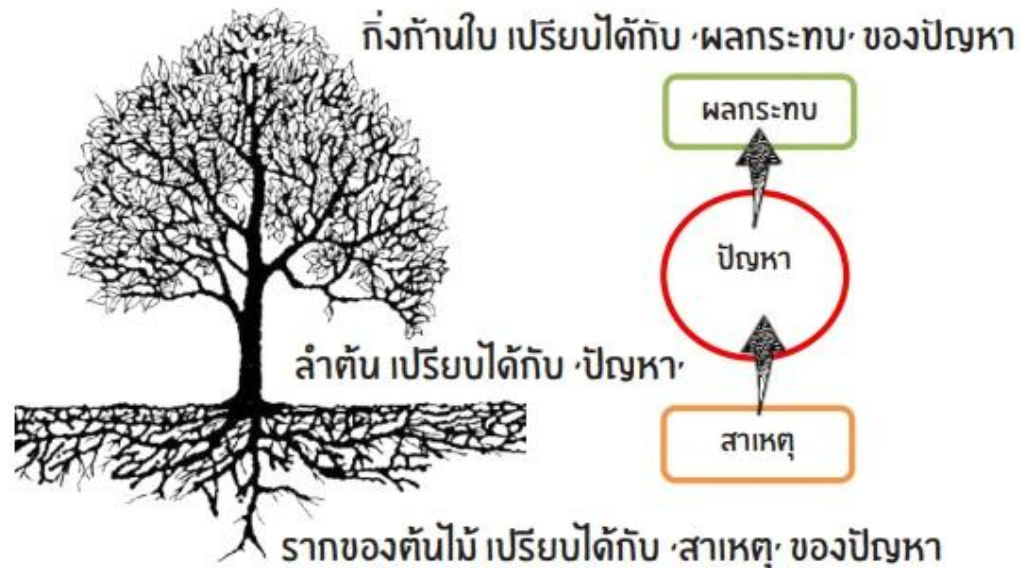 กิ่งก้านใบ เปรียบได้กับ 'ผลกระทบ' ของปัญหา
ผลกระทบ
ปัญหา
ลำต้น เปรียบได้กับ 'ปัญหา'
สาเหตุ
รากของต้นไม้ เปรียบได้กับ 'สาเหตุ' ของปัญหา